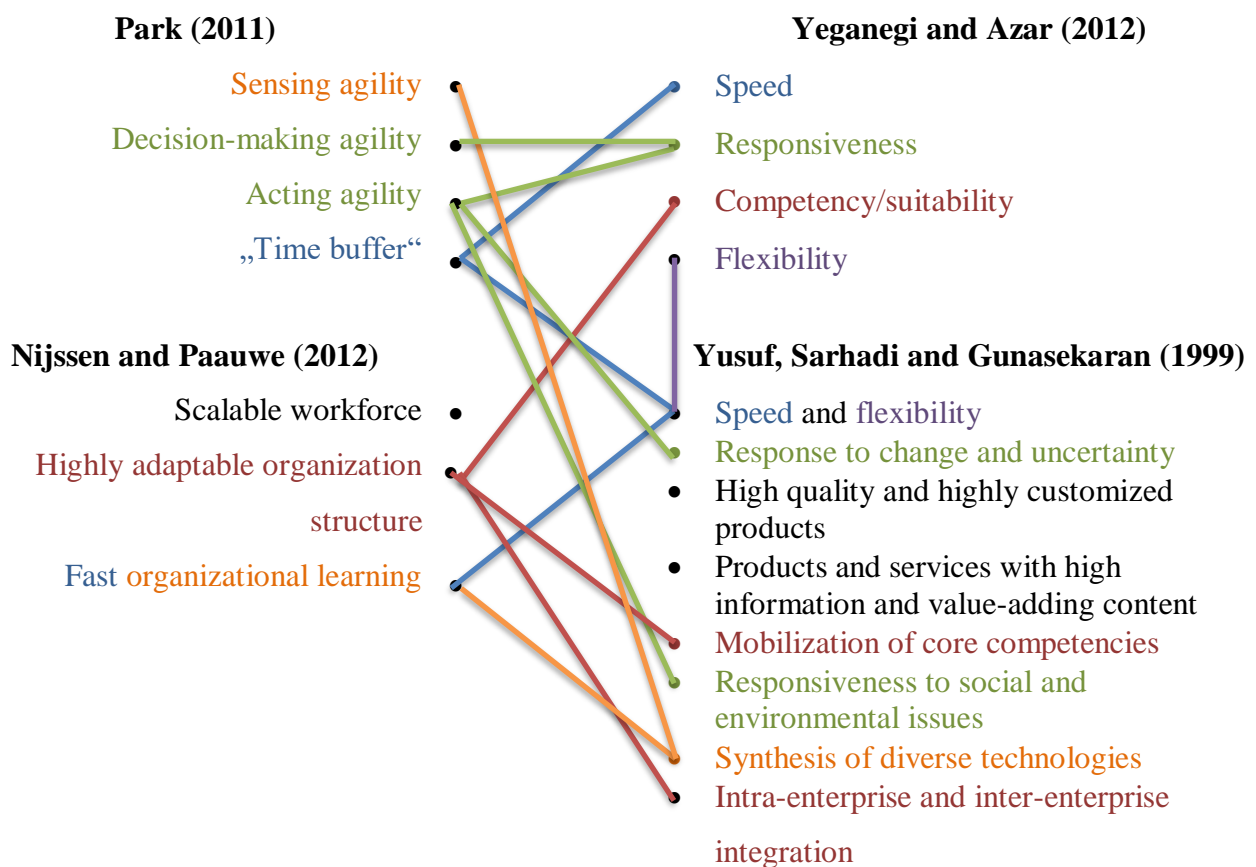 Park (2011)
Sensing agility
Decision-making agility
Acting agility
„Time buffer“
Nijssen and Paauwe (2012)
Scalable workforce
Highly adaptable organization
structure
Fast organizational learning
Yeganegi and Azar (2012)
Speed
Responsiveness
Competency/suitability
Flexibility
Yusuf, Sarhadi and Gunasekaran (1999)
Speed and flexibility
Response to change and uncertainty
High quality and highly customized
products
Products and services with high
information and value-adding content
Mobilization of core competencies
Responsiveness to social and
environmental issues
Synthesis of diverse technologies
Intra-enterprise and inter-enterprise
integration